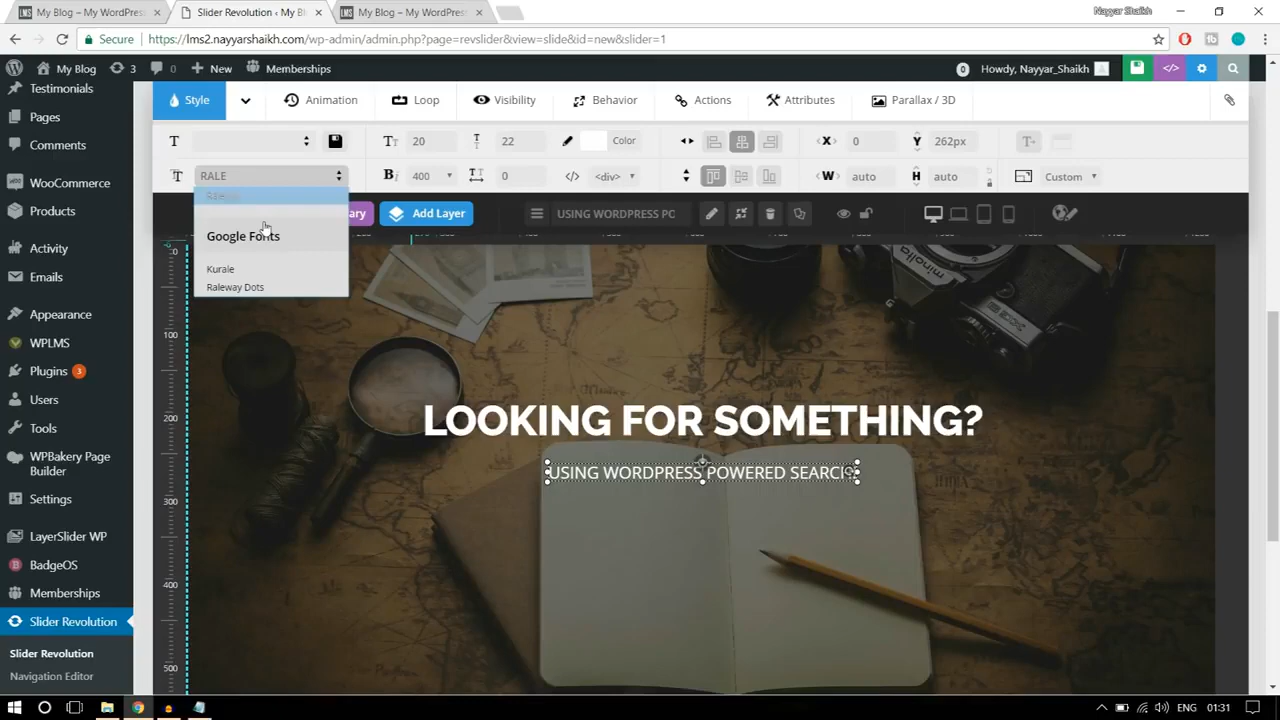 My Blog – My WordPress
Slider Revolution ‹ My Bl
My Blog – My WordPress
Nayyar Shaikh
Secure
https://lms2.nayyarshaikh.com/wp-admin/admin.php?page=revslider&view=slide&id=new&slider=1
My Blog
3
0
New
Memberships
0
Howdy, Nayyar_Shaikh
Testimonials
Pages
Comments
WooCommerce
Products
Activity
Emails
Appearance
WPLMS
Plugins 3
Users
Tools
WPBakery Page
Builder
Settings
LayerSlider WP
BadgeOS
Memberships
Slider Revolution
Slider Revolution
Navigation Editor
Style
Animation
Loop
Visibility
Behavior
Actions
Attributes
Parallax / 3D
20
22
Color
X
0
Y
262px
RALE
400
0
<div>
W
auto
H
auto
Custom
Google Fonts
Kurale
Raleway Dots
ary
Add Layer
USING WORDPRESS PC
0
100
200
300
400
500
LOOKING FOR SOMETHING?
USING WORDPRESS POWERED SEARCH
ENG
01:31